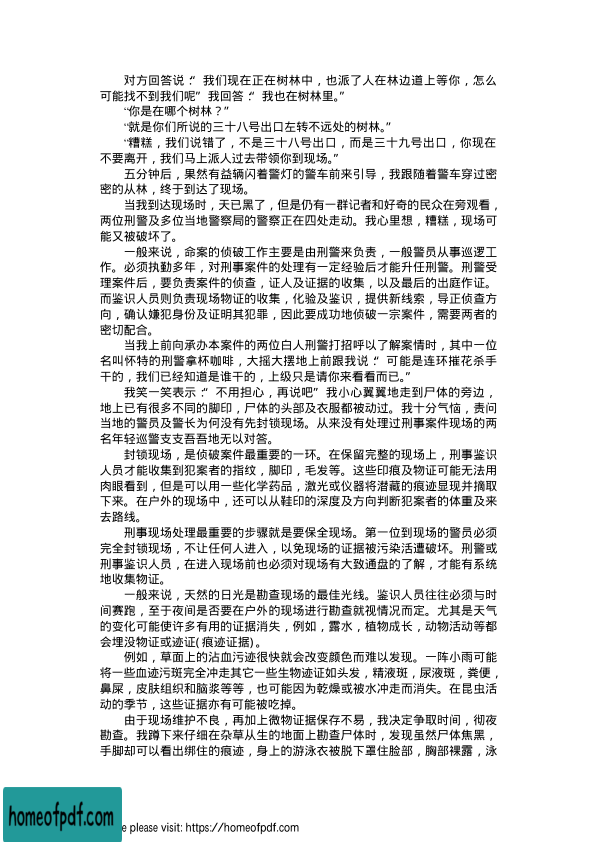 对方回答说：“ 我们现在正在树林中，也派了人在林边道上等你，怎么
可能找不到我们呢” 我回答：“ 我也在树林里。”
“你是在哪个树林？”
“就是你们所说的三十八号出口左转不远处的树林。”
“糟糕，我们说错了，不是三十八号出口，而是三十九号出口，你现在
不要离开，我们马上派人过去带领你到现场。”
五分钟后，果然有益辆闪着警灯的警车前来引导，我跟随着警车穿过密
密的丛林，终于到达了现场。
当我到达现场时，天已黑了，但是仍有一群记者和好奇的民众在旁观看，
两位刑警及多位当地警察局的警察正在四处走动。我心里想，糟糕，现场可
能又被破坏了。
一般来说，命案的侦破工作主要是由刑警来负责，一般警员从事巡逻工
作。必须执勤多年，对刑事案件的处理有一定经验后才能升任刑警。刑警受
理案件后，要负责案件的侦查，证人及证据的收集，以及最后的出庭作证。
而鉴识人员则负责现场物证的收集，化验及鉴识，提供新线索，导正侦查方
向，确认嫌犯身份及证明其犯罪，因此要成功地侦破一宗案件，需要两者的
密切配合。
当我上前向承办本案件的两位白人刑警打招呼以了解案情时，其中一位
名叫怀特的刑警拿杯咖啡，大摇大摆地上前跟我说：“ 可能是连环摧花杀手
干的，我们已经知道是谁干的，上级只是请你来看看而已。”
我笑一笑表示：“ 不用担心，再说吧” 我小心翼翼地走到尸体的旁边，
地上已有很多不同的脚印，尸体的头部及衣服都被动过。我十分气恼，责问
当地的警员及警长为何没有先封锁现场。从来没有处理过刑事案件现场的两
名年轻巡警支支吾吾地无以对答。
封锁现场，是侦破案件最重要的一环。在保留完整的现场上，刑事鉴识
人员才能收集到犯案者的指纹，脚印，毛发等。这些印痕及物证可能无法用
肉眼看到，但是可以用一些化学药品，激光或仪器将潜藏的痕迹显现并摘取
下来。在户外的现场中，还可以从鞋印的深度及方向判断犯案者的体重及来
去路线。
刑事现场处理最重要的步骤就是要保全现场。第一位到现场的警员必须
完全封锁现场，不让任何人进入，以免现场的证据被污染活遭破坏。刑警或
刑事鉴识人员，在进入现场前也必须对现场有大致通盘的了解，才能有系统
地收集物证。
一般来说，天然的日光是勘查现场的最佳光线。鉴识人员往往必须与时
间赛跑，至于夜间是否要在户外的现场进行勘查就视情况而定。尤其是天气
的变化可能使许多有用的证据消失，例如，露水，植物成长，动物活动等都
会埋没物证或迹证( 痕迹证据) 。
例如，草面上的沾血污迹很快就会改变颜色而难以发现。一阵小雨可能
将一些血迹污斑完全冲走其它一些生物迹证如头发，精液斑，尿液斑，粪便，
鼻屎，皮肤组织和脑浆等等，也可能因为乾燥或被水冲走而消失。在昆虫活
动的季节，这些证据亦有可能被吃掉。
由于现场维护不良，再加上微物证据保存不易，我决定争取时间，彻夜
勘查。我蹲下来仔细在杂草从生的地面上勘查尸体时，发现虽然尸体焦黑，
手脚却可以看出绑住的痕迹，身上的游泳衣被脱下罩住脸部，胸部裸露，泳
homeofpdf.com
e please visit: https://homeofpdf.com